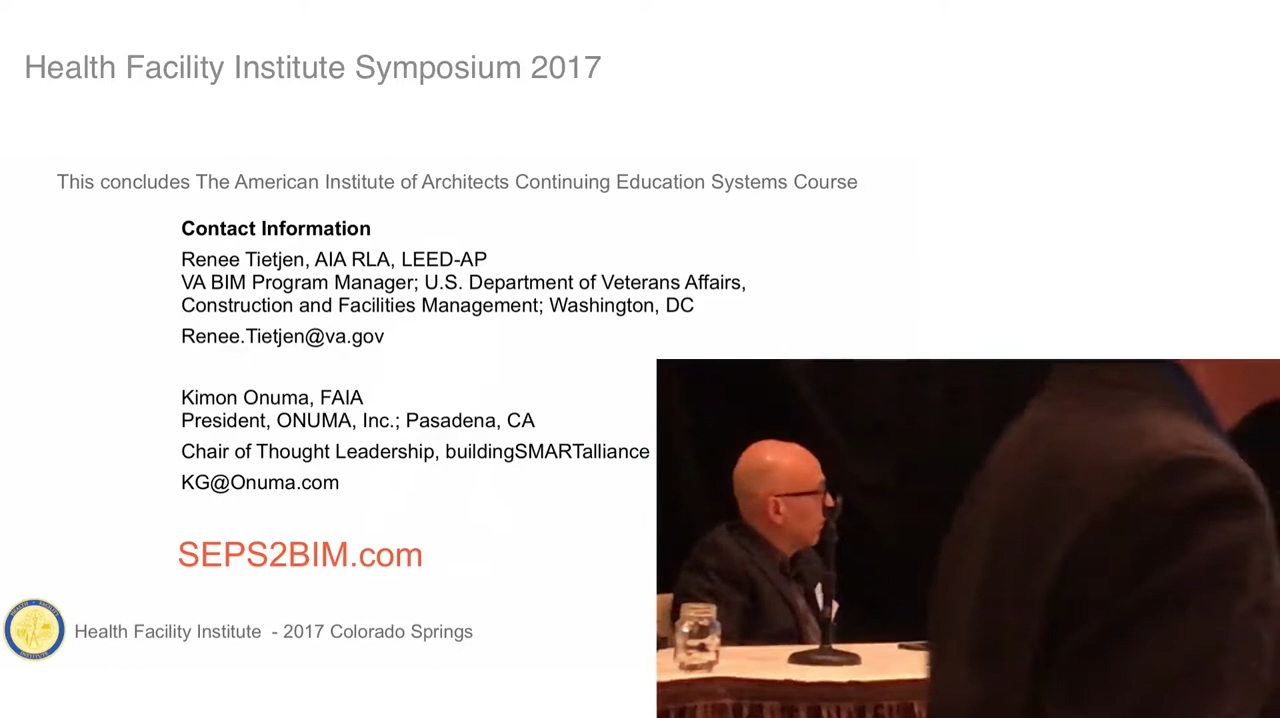 Health Facility Institute Symposium 2017
This concludes The American Institute of Architects Continuing Education Systems Course
Contact Information
Renee Tietjen, AIA RLA, LEED-AP
VA BIM Program Manager; U.S. Department of Veterans Affairs,
Construction and Facilities Management; Washington, DC
Renee.Tietjen@va.gov
Kimon Onuma, FAIA
President, ONUMA, Inc.; Pasadena, CA
Chair of Thought Leadership, buildingSMARTalliance
KG@Onuma.com
SEPS2BIM.com
HEALTH FACILITY INSTITUTE
Health Facility Institute - 2017 Colorado Springs